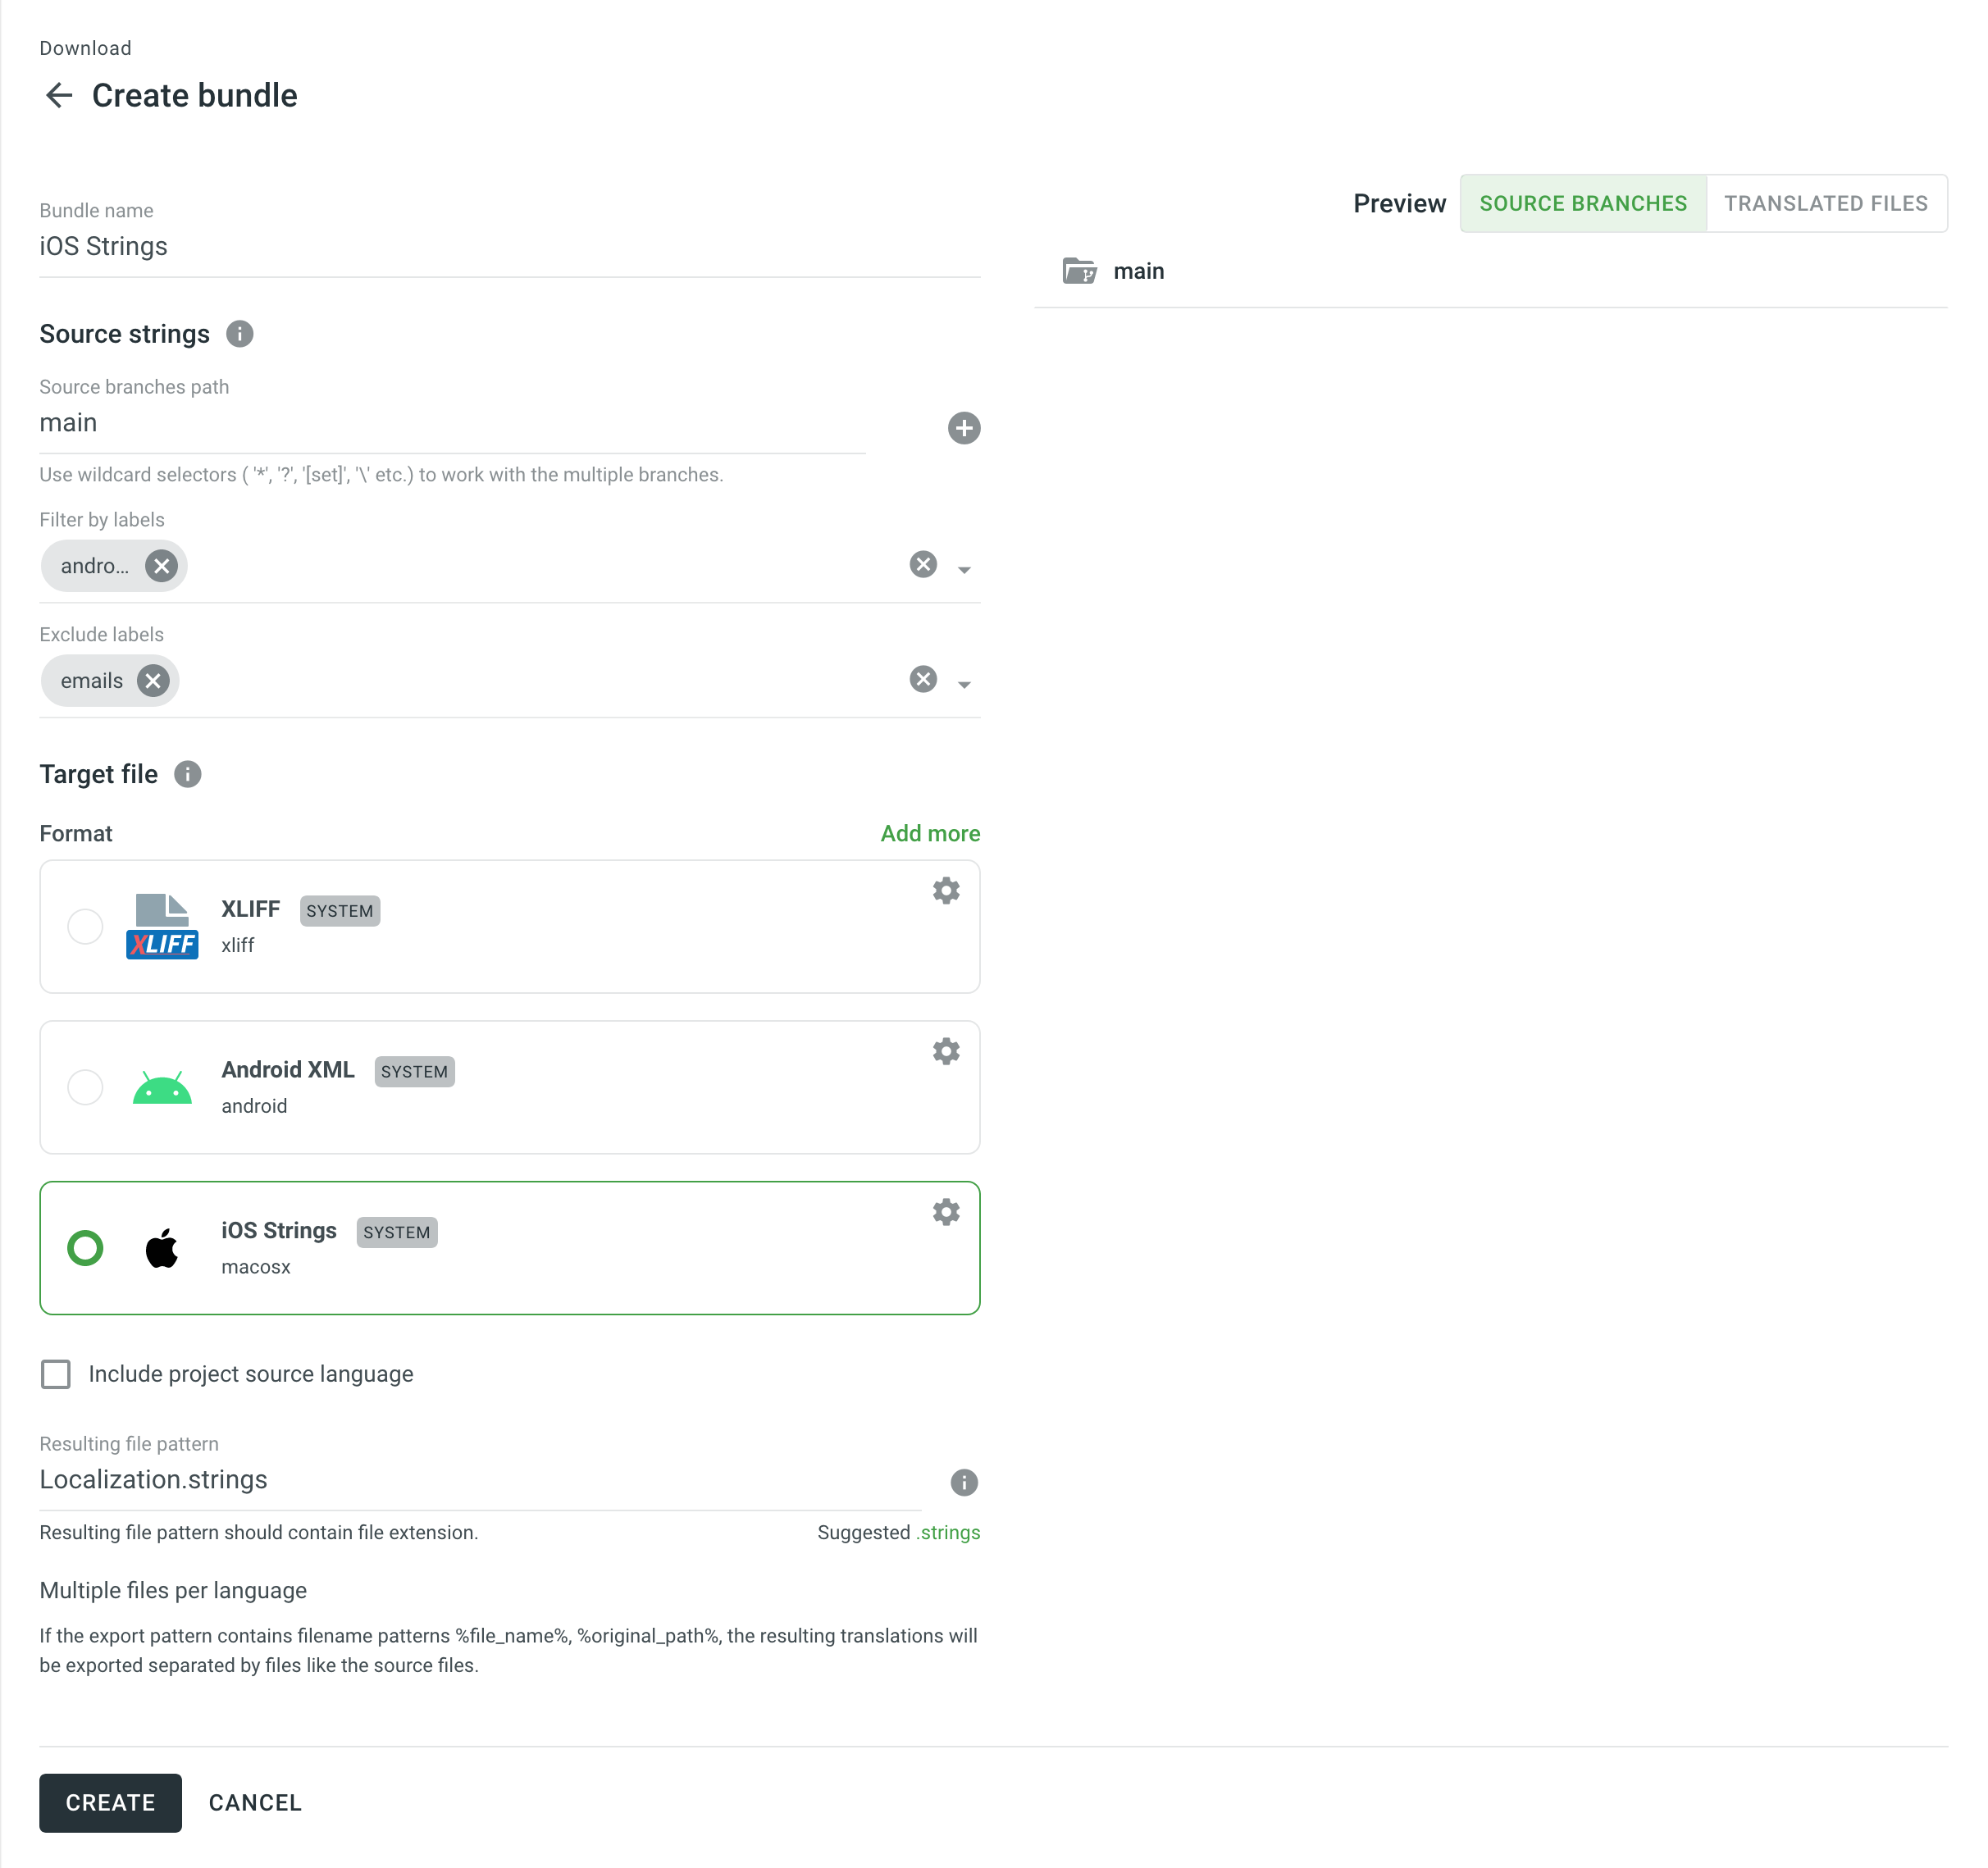 Download
Create bundle
Bundle name
iOS Strings
Source strings
Source branches path
main
Use wildcard selectors ( '*', '?', '[set]', '\' etc.) to work with the multiple branches.
Filter by labels
andro...
Exclude labels
emails
Target file
Format Add more
XLIFF
XLIFF SYSTEM
xliff
Android XML SYSTEM
android
iOS Strings SYSTEM
macosx
Include project source language
Resulting file pattern
Localization.strings
Resulting file pattern should contain file extension. Suggested .strings
Multiple files per language
If the export pattern contains filename patterns %file_name%, %original_path%, the resulting translations will
be exported separated by files like the source files.
Preview SOURCE BRANCHES TRANSLATED FILES
main
CREATE CANCEL